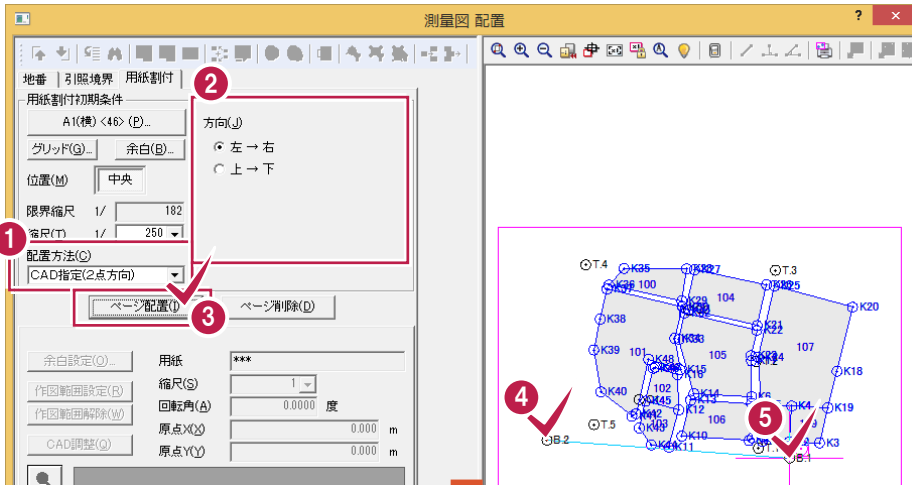 測量図 配置
? ×
地番 引照境界 用紙割付
2
用紙割付初期条件
A1(横) <46> (P)...
グリッド(G)... 余白(B)...
位置(M) 中央
限界縮尺 1/ 182
縮尺(T) 1/ 250
1
配置方法(C)
CAD指定(2点方向)
方向(J)
左 → 右
上 → 下
ページ配置(I) ページ削除(D)
3
余白設定(O)... 用紙 ***
作図範囲設定(R) 縮尺(S) 1
作図範囲解除(W) 回転角(A) 0.0000 度
CAD調整(Q) 原点X(X) 0.000 m
原点Y(Y) 0.000 m
T.4 K35 T.3
100 K29 104 K20
K38 K22
K39 101 K48 105 107
K15 K16 K18
K40 102 K14
K12 K13 K4 K19
T.5 K43 106
K10 K3
B.2 K11
4
5